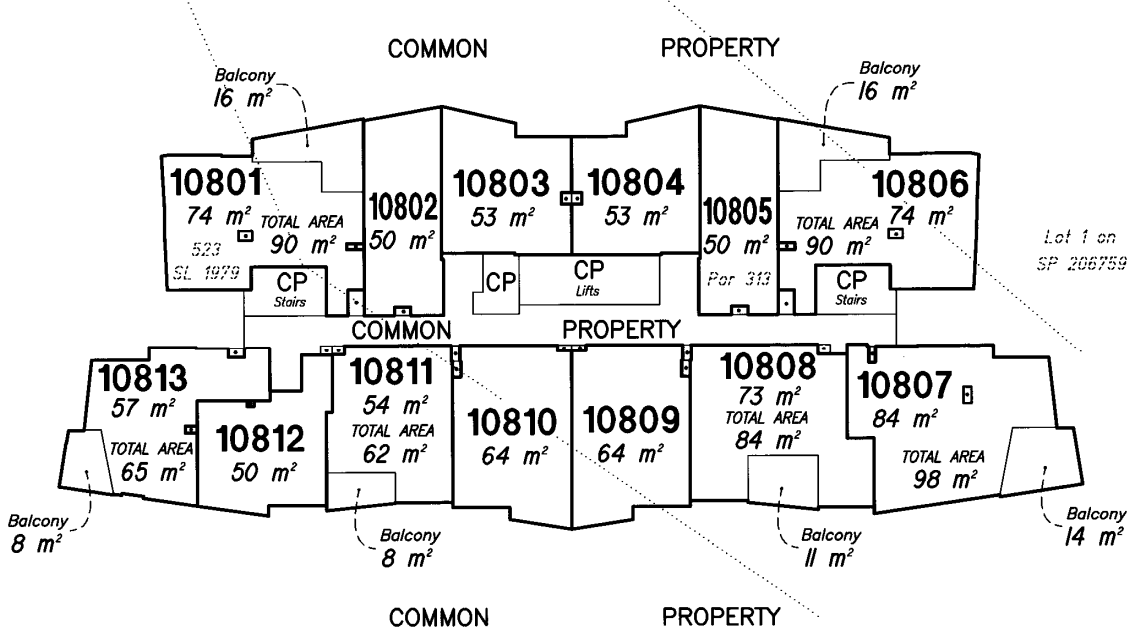 COMMON PROPERTY
Balcony
16 m²
Balcony
16 m²
10801
74 m²
TOTAL AREA
90 m²
523
SL 1979
10802
50 m²
10803
53 m²
10804
53 m²
10805
50 m²
Por 313
10806
74 m²
TOTAL AREA
90 m²
Lot 1 on
SP 206759
CP
Stairs
CP
CP
Lifts
CP
Stairs
COMMON PROPERTY
10813
57 m²
TOTAL AREA
65 m²
10812
50 m²
10811
54 m²
TOTAL AREA
62 m²
10810
64 m²
10809
64 m²
10808
73 m²
TOTAL AREA
84 m²
10807
84 m²
TOTAL AREA
98 m²
Balcony
8 m²
Balcony
8 m²
Balcony
11 m²
Balcony
14 m²
COMMON PROPERTY